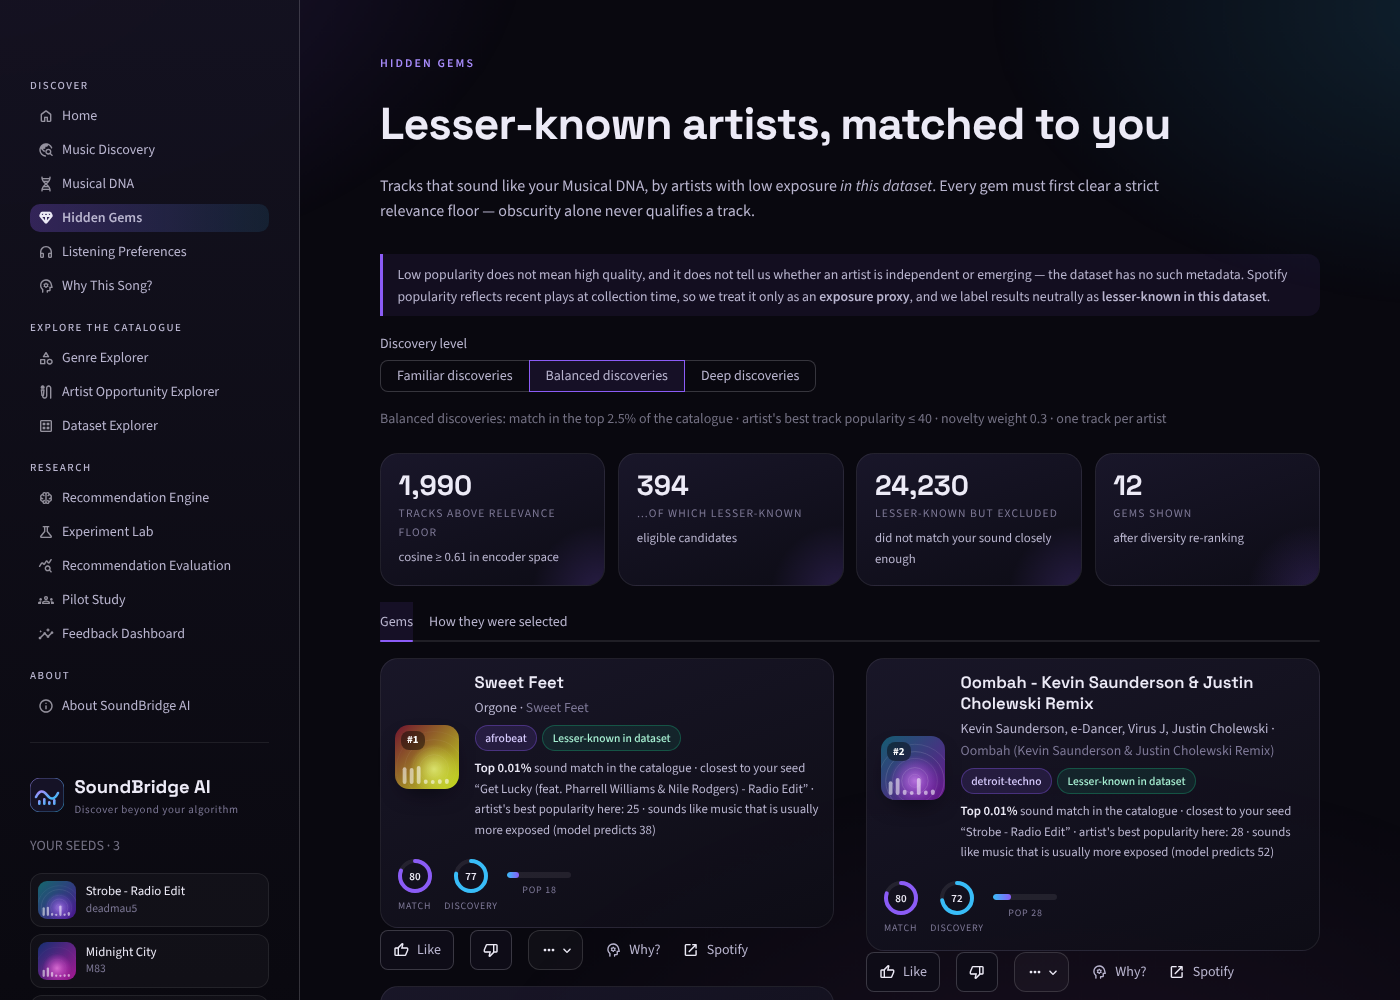 DISCOVER
Home
Music Discovery
Musical DNA
Hidden Gems
Listening Preferences
Why This Song?
EXPLORE THE CATALOGUE
Genre Explorer
Artist Opportunity Explorer
Dataset Explorer
RESEARCH
Recommendation Engine
Experiment Lab
Recommendation Evaluation
Pilot Study
Feedback Dashboard
ABOUT
About SoundBridge AI
SoundBridge AI
Discover beyond your algorithm
YOUR SEEDS · 3
Strobe - Radio Edit
deadmau5
Midnight City
M83
HIDDEN GEMS
Lesser-known artists, matched to you
Tracks that sound like your Musical DNA, by artists with low exposure in this dataset. Every gem must first clear a strict
relevance floor — obscurity alone never qualifies a track.
Low popularity does not mean high quality, and it does not tell us whether an artist is independent or emerging — the dataset has no such metadata. Spotify
popularity reflects recent plays at collection time, so we treat it only as an exposure proxy, and we label results neutrally as lesser-known in this dataset.
Discovery level
Familiar discoveries
Balanced discoveries
Deep discoveries
Balanced discoveries: match in the top 2.5% of the catalogue · artist's best track popularity ≤ 40 · novelty weight 0.3 · one track per artist
1,990
TRACKS ABOVE RELEVANCE
FLOOR
cosine ≥ 0.61 in encoder space
394
...OF WHICH LESSER-KNOWN
eligible candidates
24,230
LESSER-KNOWN BUT EXCLUDED
did not match your sound closely
enough
12
GEMS SHOWN
after diversity re-ranking
Gems
How they were selected
#1
Sweet Feet
Orgone · Sweet Feet
afrobeat
Lesser-known in dataset
Top 0.01% sound match in the catalogue · closest to your seed
“Get Lucky (feat. Pharrell Williams & Nile Rodgers) - Radio Edit” ·
artist's best popularity here: 25 · sounds like music that is usually
more exposed (model predicts 38)
80
MATCH
77
DISCOVERY
POP 18
Like
Why?
Spotify
#2
Oombah - Kevin Saunderson & Justin
Cholewski Remix
Kevin Saunderson, e-Dancer, Virus J, Justin Cholewski ·
Oombah (Kevin Saunderson & Justin Cholewski Remix)
detroit-techno
Lesser-known in dataset
Top 0.01% sound match in the catalogue · closest to your seed
“Strobe - Radio Edit” · artist's best popularity here: 28 · sounds
like music that is usually more exposed (model predicts 52)
80
MATCH
72
DISCOVERY
POP 28
Like
Why?
Spotify